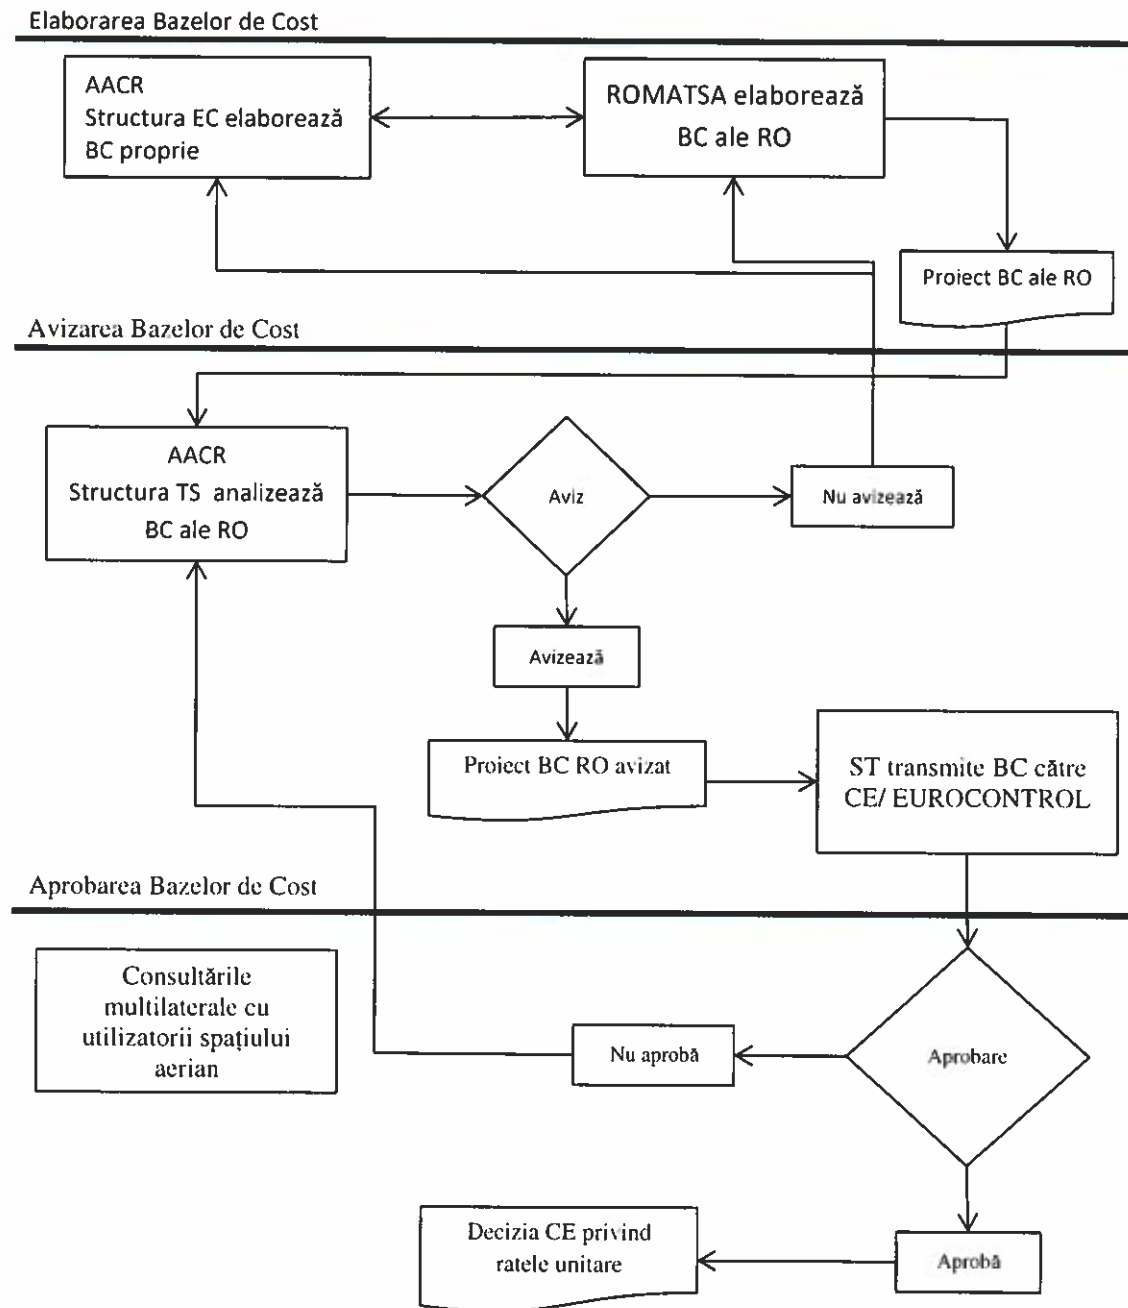 Elaborarea Bazelor de Cost
AACR
Structura EC elaborează
BC proprie
ROMATSA elaborează
BC ale RO
Proiect BC ale RO
Avizarea Bazelor de Cost
AACR
Structura TS analizează
BC ale RO
Aviz
Nu avizează
Avizează
Proiect BC RO avizat
ST transmite BC către
CE/ EUROCONTROL
Aprobarea Bazelor de Cost
Consultările
multilaterale cu
utilizatorii spațiului
aerian
Nu aprobă
Aprobare
Decizia CE privind
ratele unitare
Aprobă